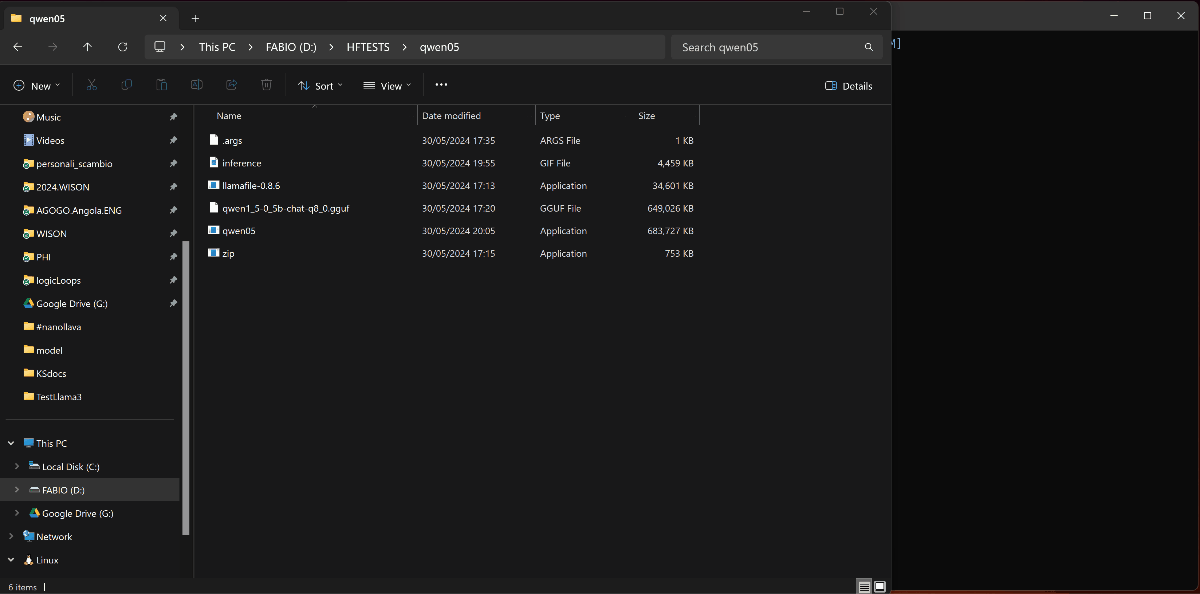 qwen05
This PC > FABIO (D:) > HFTESTS > qwen05
Search qwen05
New
Sort
View
Details
Name Date modified Type Size
.args 30/05/2024 17:35 ARGS File 1 KB
inference 30/05/2024 19:55 GIF File 4,459 KB
llamafile-0.8.6 30/05/2024 17:13 Application 34,601 KB
qwen1_5-0_5b-chat-q8_0.gguf 30/05/2024 17:20 GGUF File 649,026 KB
qwen05 30/05/2024 20:05 Application 683,727 KB
zip 30/05/2024 17:15 Application 753 KB
Music
Videos
personali_scambio
2024.WISON
AGOGO.Angola.ENG
WISON
PHI
logicLoops
Google Drive (G:)
#nanollava
model
KSdocs
TestLlama3
This PC
Local Disk (C:)
FABIO (D:)
Google Drive (G:)
Network
Linux
6 items